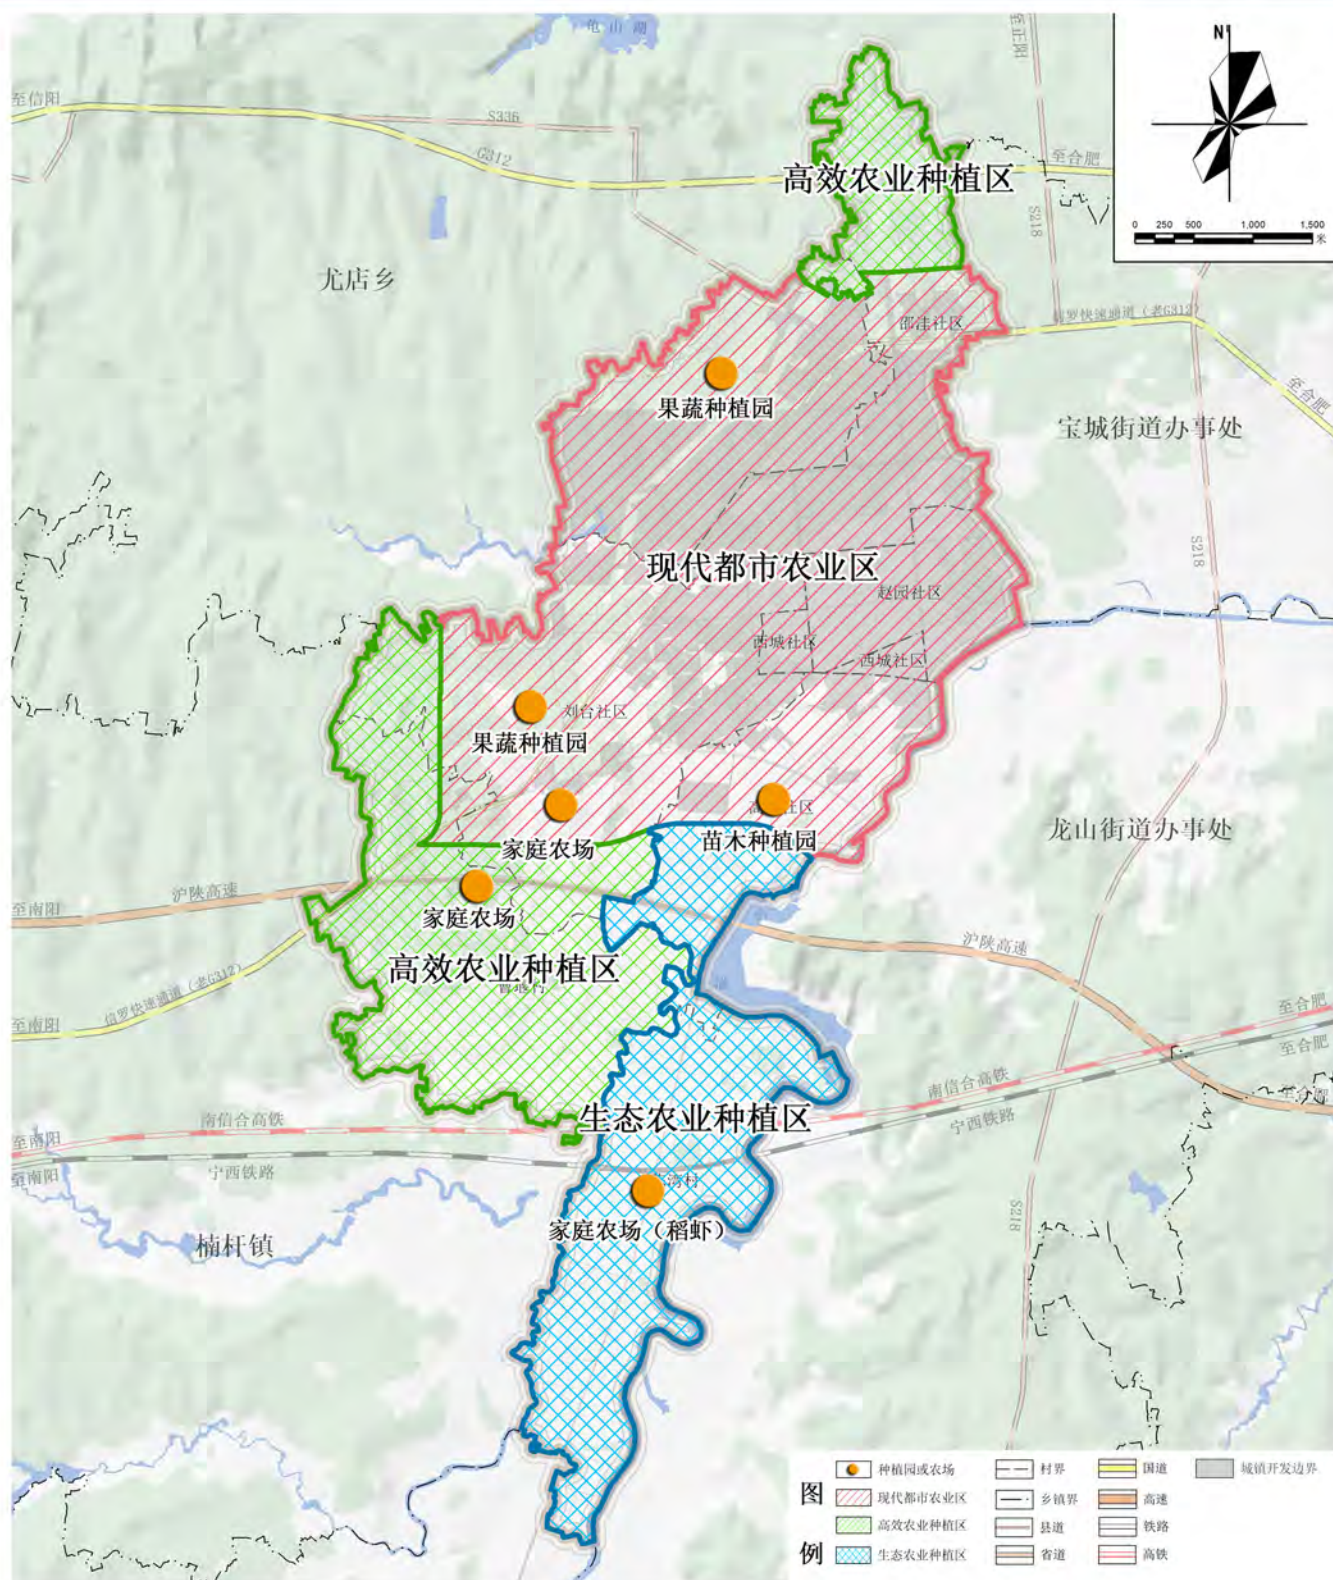 龟山湖
至正阳
N
至信阳
S336
G312
至合肥
高效农业种植区
S218
0 250 500 1,000 1,500
米
尤店乡
邵洼社区
信罗快速通道（老G312）
至合肥
果蔬种植园
宝城街道办事处
现代都市农业区
S218
赵园社区
西城社区
西城社区
刘台社区
果蔬种植园
家庭农场
苗木种植园
龙山街道办事处
沪陕高速
至南阳
家庭农场
沪陕高速
高效农业种植区
信罗快速通道（老G312）
至南阳
至合肥
至合肥
南信合高铁
至合肥
生态农业种植区
南信合高铁
宁西铁路
至南阳
宁西铁路
至南阳
湾村
S218
家庭农场（稻虾）
楠杆镇
图例
种植园或农场
现代都市农业区
高效农业种植区
生态农业种植区
村界
乡镇界
县道
省道
国道
高速
铁路
高铁
城镇开发边界